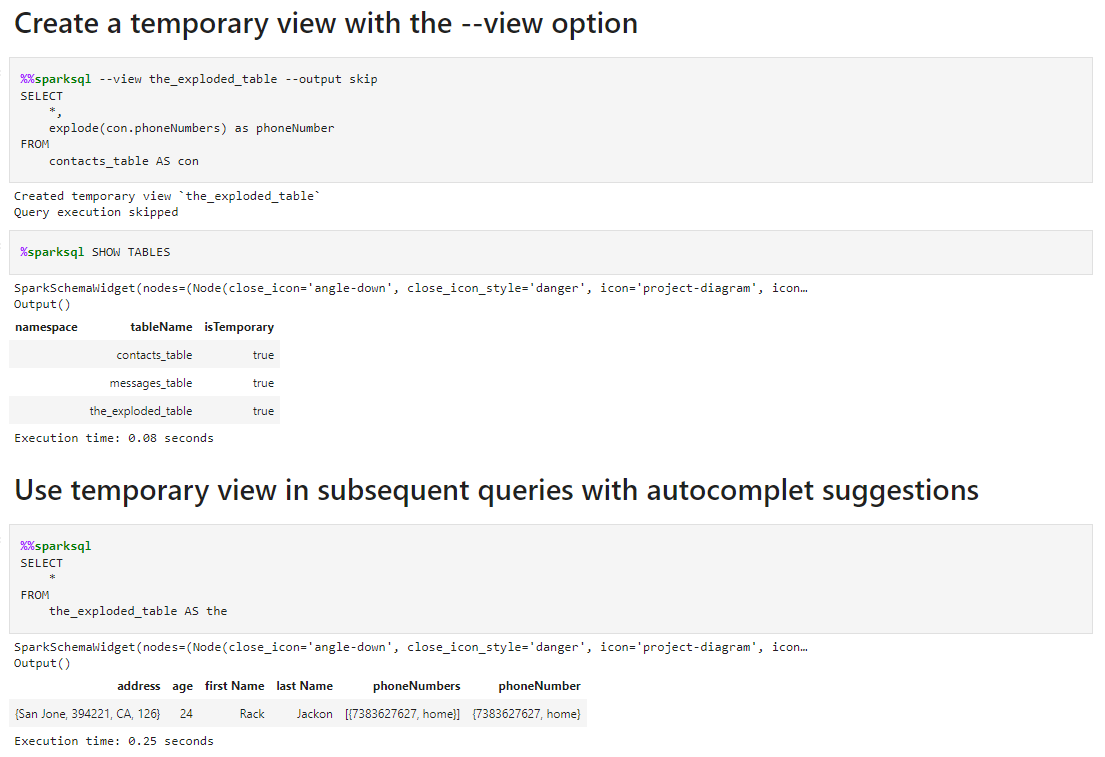 Create a temporary view with the --view option
%%sparksql --view the_exploded_table --output skip
SELECT
*,
explode(con.phoneNumbers) as phoneNumber
FROM
contacts_table AS con
Created temporary view `the_exploded_table`
Query execution skipped
%sparksql SHOW TABLES
SparkSchemaWidget(nodes=(Node(close_icon='angle-down', close_icon_style='danger', icon='project-diagram', icon…
Output()
namespace tableName isTemporary
contacts_table true
messages_table true
the_exploded_table true
Execution time: 0.08 seconds
Use temporary view in subsequent queries with autocomplet suggestions
%%sparksql
SELECT
*
FROM
the_exploded_table AS the
SparkSchemaWidget(nodes=(Node(close_icon='angle-down', close_icon_style='danger', icon='project-diagram', icon…
Output()
address age first Name last Name phoneNumbers phoneNumber
{San Jone, 394221, CA, 126} 24 Rack Jackon [{7383627627, home}] {7383627627, home}
Execution time: 0.25 seconds